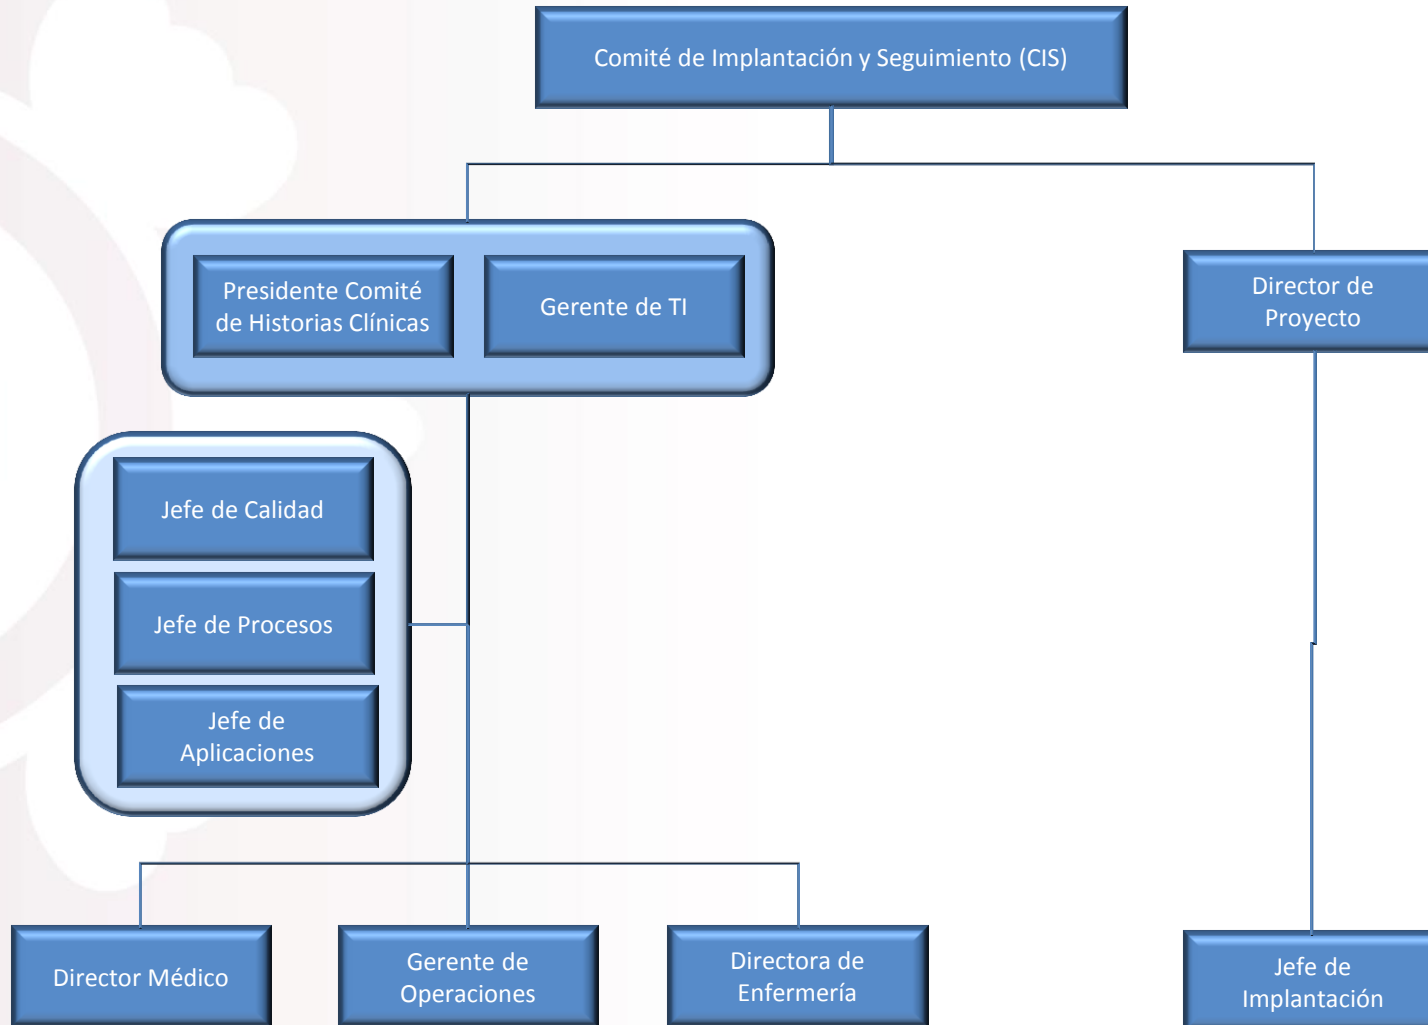 Comité de Implantación y Seguimiento (CIS)
Presidente Comité
de Historias Clínicas
Gerente de TI
Director de
Proyecto
Jefe de Calidad
Jefe de Procesos
Jefe de
Aplicaciones
Director Médico
Gerente de
Operaciones
Directora de
Enfermería
Jefe de
Implantación